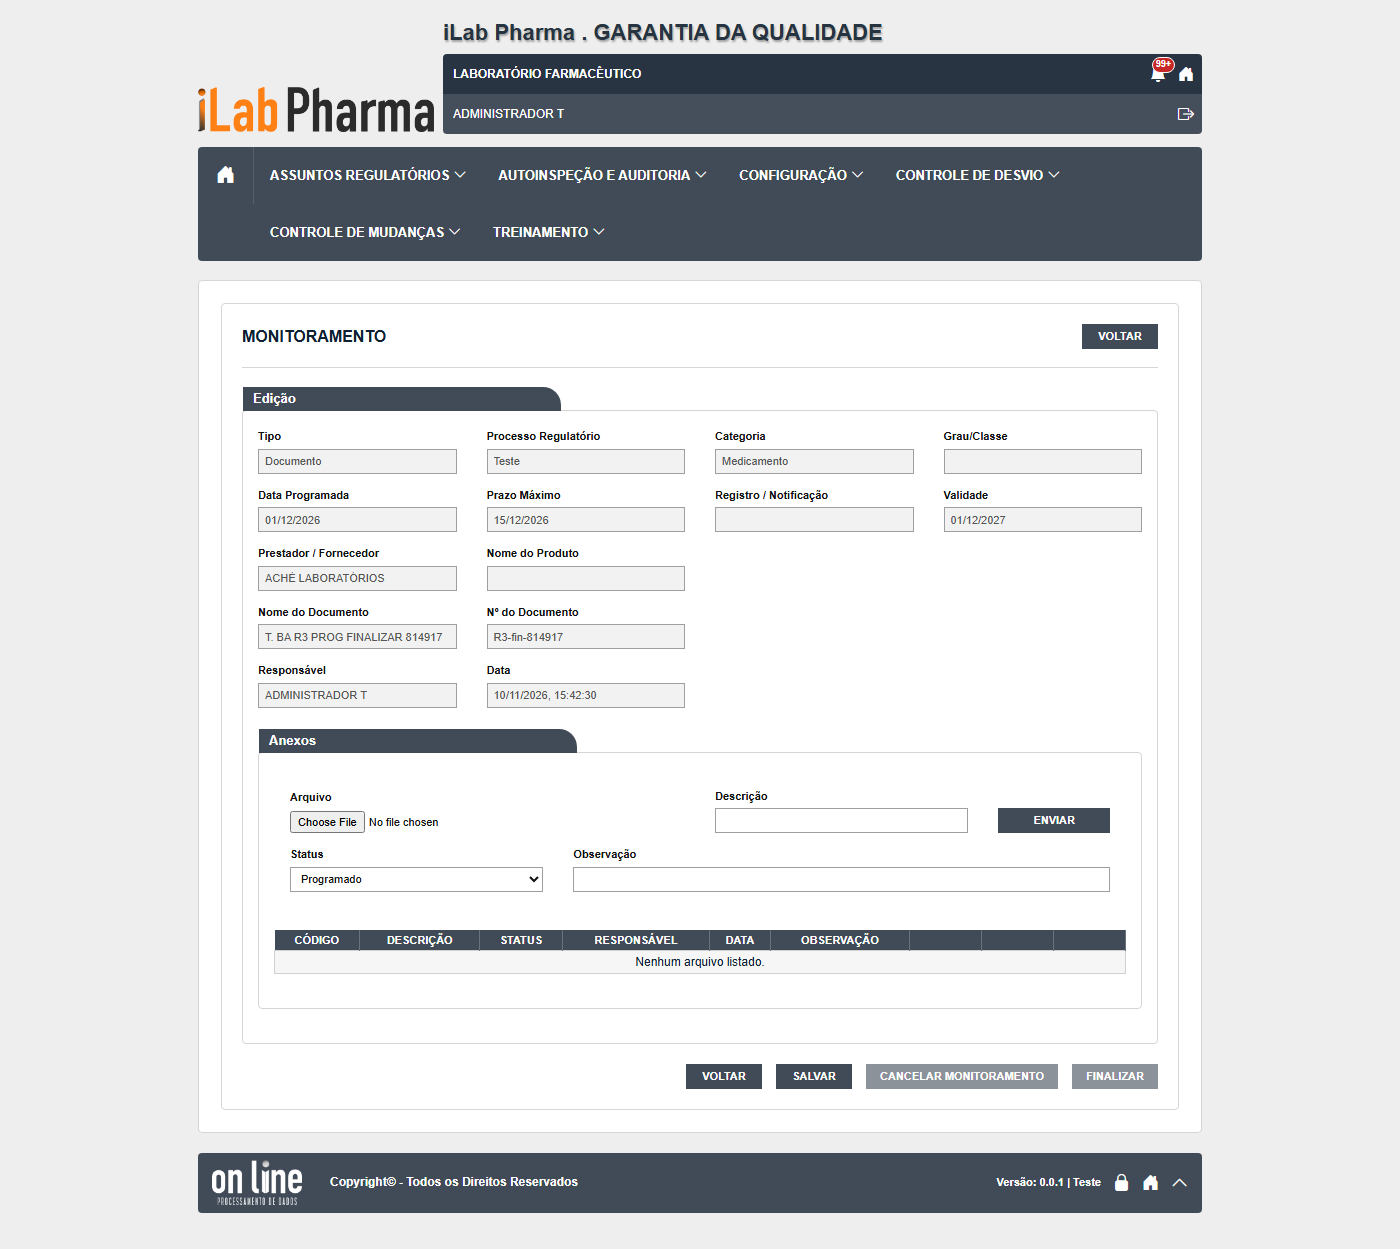 iLab Pharma . GARANTIA DA QUALIDADE
iLab Pharma
LABORATÓRIO FARMACÊUTICO
99+
ADMINISTRADOR T
ASSUNTOS REGULATÓRIOS AUTOINSPEÇÃO E AUDITORIA CONFIGURAÇÃO CONTROLE DE DESVIO
CONTROLE DE MUDANÇAS TREINAMENTO
MONITORAMENTO VOLTAR
Edição
Tipo Processo Regulatório Categoria Grau/Classe
Documento Teste Medicamento
Data Programada Prazo Máximo Registro / Notificação Validade
01/12/2026 15/12/2026 01/12/2027
Prestador / Fornecedor Nome do Produto
ACHÉ LABORATÓRIOS
Nome do Documento Nº do Documento
T. BA R3 PROG FINALIZAR 814917 R3-fin-814917
Responsável Data
ADMINISTRADOR T 10/11/2026, 15:42:30
Anexos
Arquivo Descrição
Choose File No file chosen ENVIAR
Status Observação
Programado
CÓDIGO DESCRIÇÃO STATUS RESPONSÁVEL DATA OBSERVAÇÃO
Nenhum arquivo listado.
VOLTAR SALVAR CANCELAR MONITORAMENTO FINALIZAR
on line
PROCESSAMENTO DE DADOS
Copyright© - Todos os Direitos Reservados
Versão: 0.0.1 | Teste